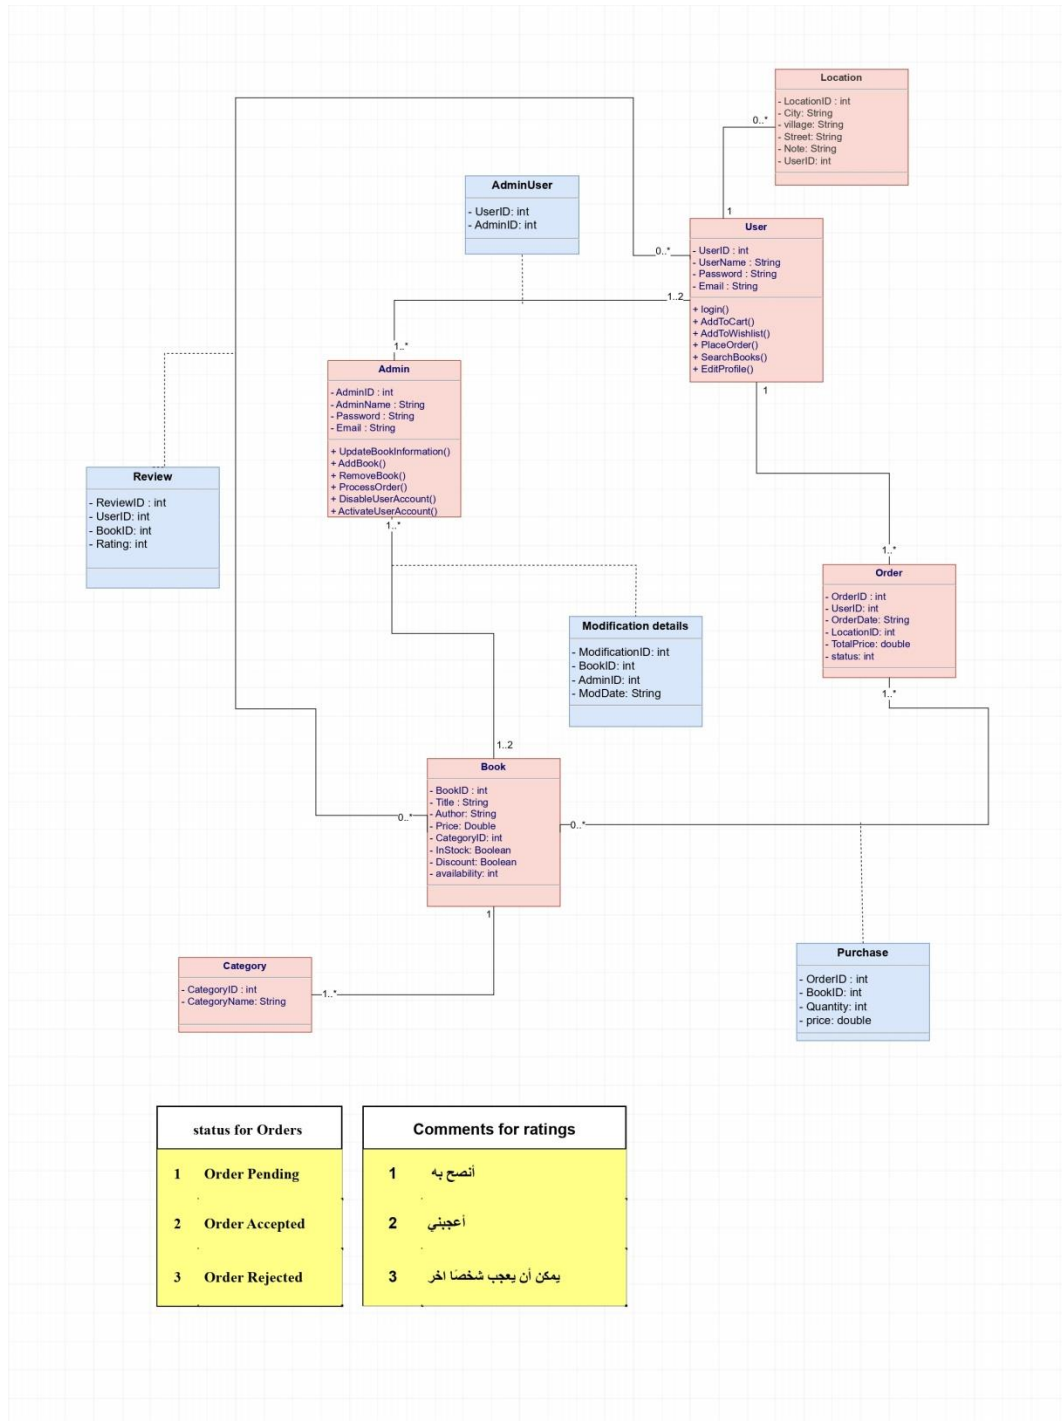 Location
- LocationID : int
- City: String
- village: String
- Street: String
- Note: String
- UserID: int
0..*
1
AdminUser
- UserID: int
- AdminID: int
User
- UserID : int
- UserName : String
- Password : String
- Email : String
+ login()
+ AddToCart()
+ AddToWishlist()
+ PlaceOrder()
+ SearchBooks()
+ EditProfile()
0..*
1..2
1
1..*
Admin
- AdminID : int
- AdminName : String
- Password : String
- Email : String
+ UpdateBookInformation()
+ AddBook()
+ RemoveBook()
+ ProcessOrder()
+ DisableUserAccount()
+ ActivateUserAccount()
1..*
Review
- ReviewID : int
- UserID: int
- BookID: int
- Rating: int
1..*
Order
- OrderID : int
- UserID: int
- OrderDate: String
- LocationID: int
- TotalPrice: double
- status: int
1..*
Modification details
- ModificationID: int
- BookID: int
- AdminID: int
- ModDate: String
1..2
Book
- BookID : int
- Title : String
- Author: String
- Price: Double
- CategoryID: int
- InStock: Boolean
- Discount: Boolean
- availability: int
0..*
0..*
1
Category
- CategoryID : int
- CategoryName: String
1..*
Purchase
- OrderID : int
- BookID: int
- Quantity: int
- price: double
status for Orders
1 Order Pending
2 Order Accepted
3 Order Rejected
Comments for ratings
1 أنصح به
2 أعجبني
3 يمكن أن يعجب شخصًا اخر